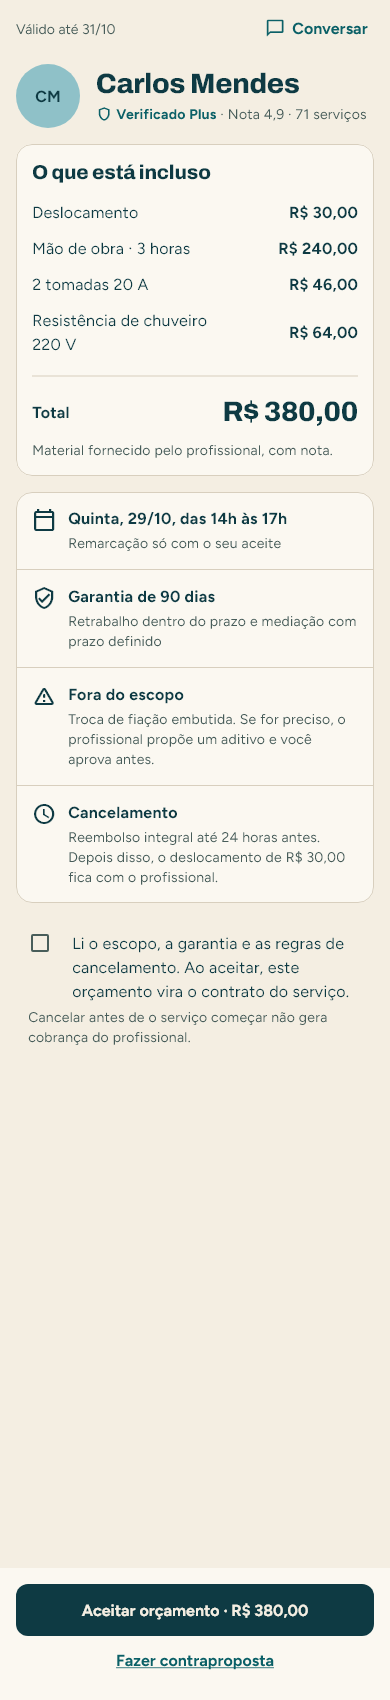 Válido até 31/10
Conversar
CM
Carlos Mendes
Verificado Plus · Nota 4,9 · 71 serviços
O que está incluso
Deslocamento R$ 30,00
Mão de obra · 3 horas R$ 240,00
2 tomadas 20 A R$ 46,00
Resistência de chuveiro
220 V
R$ 64,00
Total R$ 380,00
Material fornecido pelo profissional, com nota.
Quinta, 29/10, das 14h às 17h
Remarcação só com o seu aceite
Garantia de 90 dias
Retrabalho dentro do prazo e mediação com
prazo definido
Fora do escopo
Troca de fiação embutida. Se for preciso, o
profissional propõe um aditivo e você
aprova antes.
Cancelamento
Reembolso integral até 24 horas antes.
Depois disso, o deslocamento de R$ 30,00
fica com o profissional.
Li o escopo, a garantia e as regras de
cancelamento. Ao aceitar, este
orçamento vira o contrato do serviço.
Cancelar antes de o serviço começar não gera
cobrança do profissional.
Aceitar orçamento · R$ 380,00
Fazer contraproposta